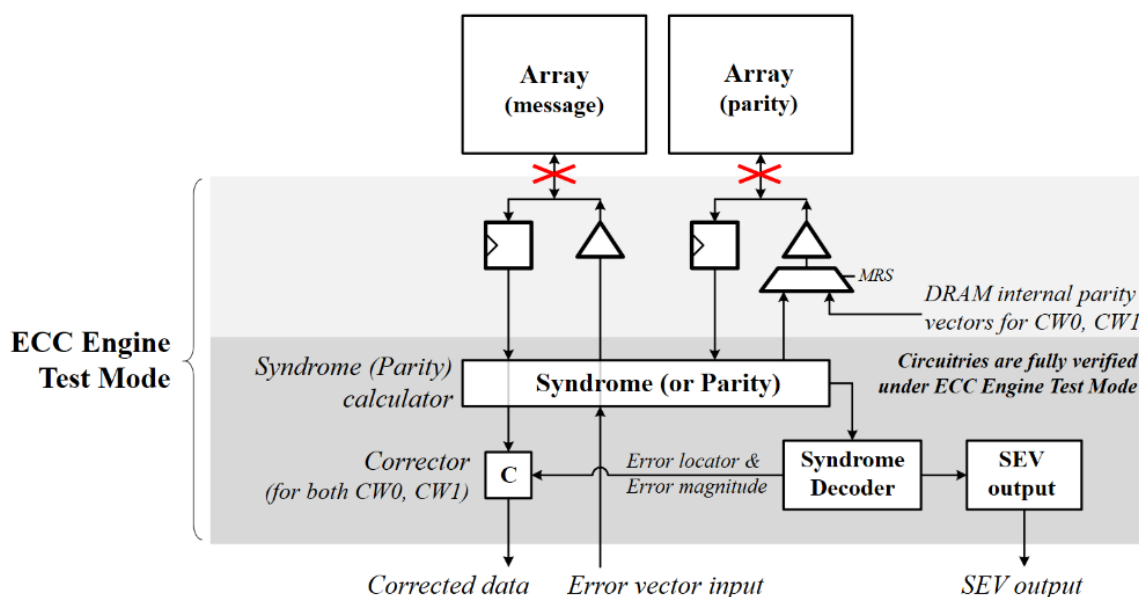 Array
(message)
Array
(parity)
MRS
DRAM internal parity
vectors for CW0, CW1
ECC Engine
Test Mode
Circuitries are fully verified
under ECC Engine Test Mode
Syndrome (Parity)
calculator
Syndrome (or Parity)
Corrector
(for both CW0, CW1)
C
Error locator &
Error magnitude
Syndrome
Decoder
SEV
output
Corrected data
Error vector input
SEV output